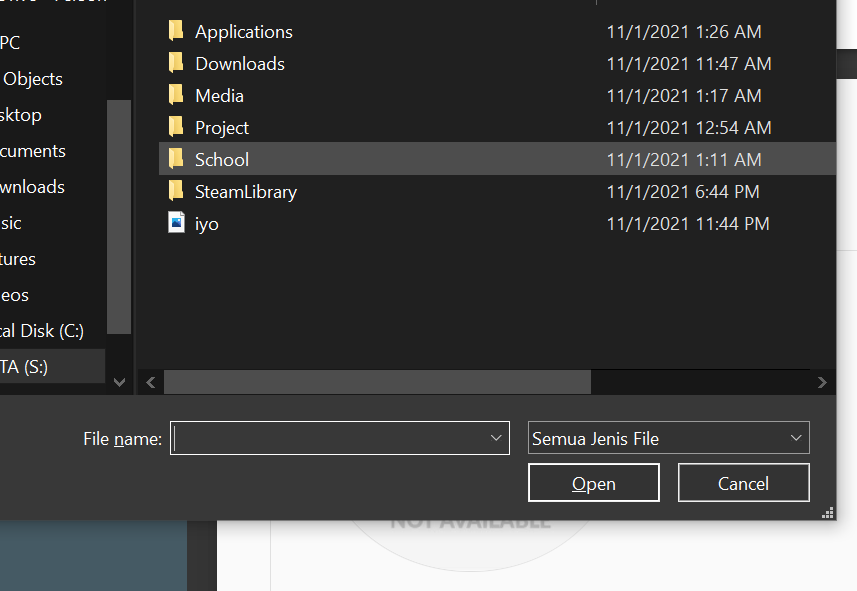 PC
Objects
sktop
cuments
wnloads
sic
tures
eos
cal Disk (C:)
TA (S:)
Applications 11/1/2021 1:26 AM
Downloads 11/1/2021 11:47 AM
Media 11/1/2021 1:17 AM
Project 11/1/2021 12:54 AM
School 11/1/2021 1:11 AM
SteamLibrary 11/1/2021 6:44 PM
iyo 11/1/2021 11:44 PM
File name:
Semua Jenis File
Open Cancel
NOT AVAILABLE